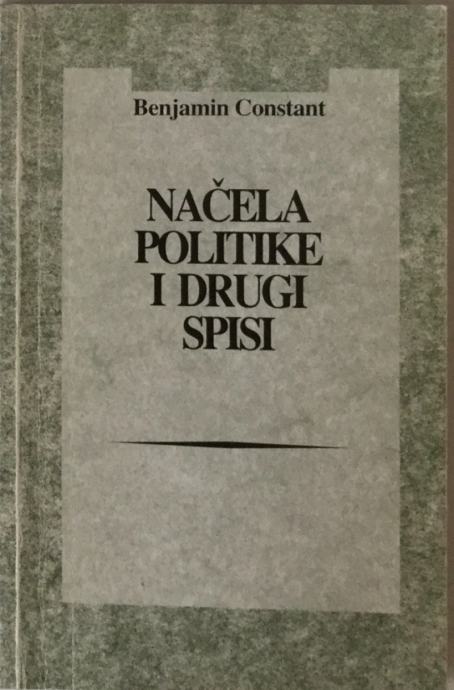 Benjamin Constant
NAČELA
POLITIKE
I DRUGI
SPISI